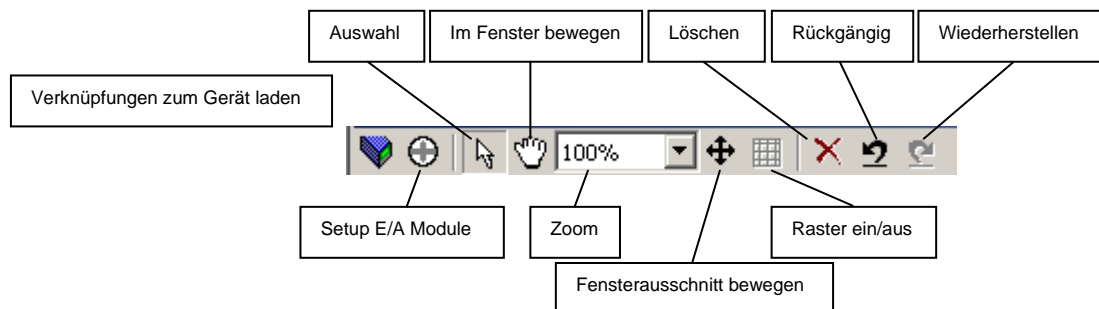 Auswahl
Im Fenster bewegen
Löschen
Rückgängig
Wiederherstellen
Verknüpfungen zum Gerät laden
100%
Setup E/A Module
Zoom
Raster ein/aus
Fensterausschnitt bewegen